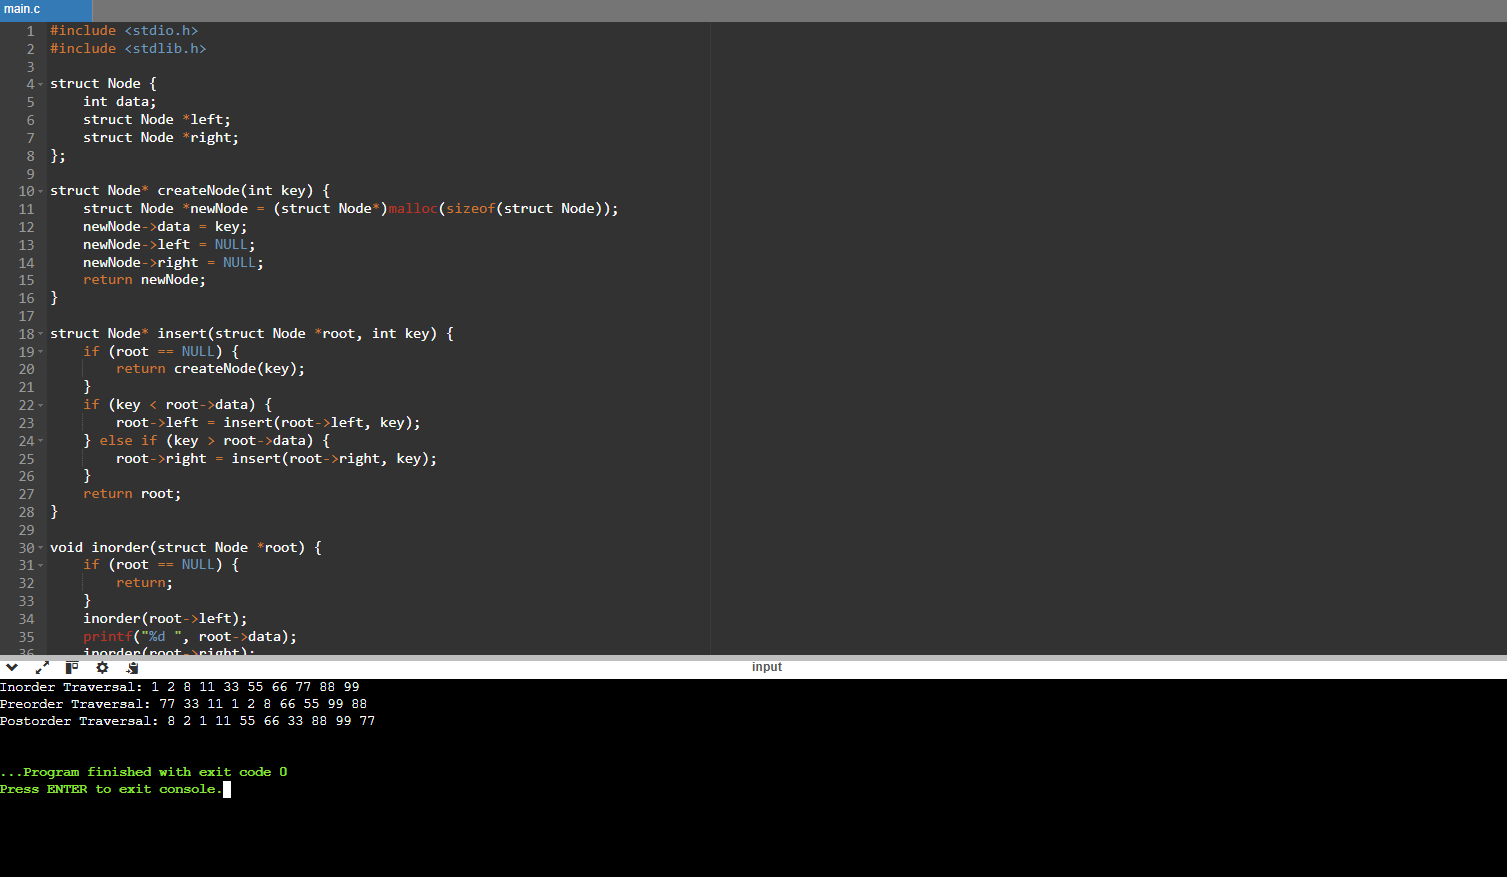 main.c
1 #include <stdio.h>
2 #include <stdlib.h>
3
4 struct Node {
5     int data;
6     struct Node *left;
7     struct Node *right;
8 };
9
10 struct Node* createNode(int key) {
11     struct Node *newNode = (struct Node*)malloc(sizeof(struct Node));
12     newNode->data = key;
13     newNode->left = NULL;
14     newNode->right = NULL;
15     return newNode;
16 }
17
18 struct Node* insert(struct Node *root, int key) {
19     if (root == NULL) {
20         return createNode(key);
21     }
22     if (key < root->data) {
23         root->left = insert(root->left, key);
24     } else if (key > root->data) {
25         root->right = insert(root->right, key);
26     }
27     return root;
28 }
29
30 void inorder(struct Node *root) {
31     if (root == NULL) {
32         return;
33     }
34     inorder(root->left);
35     printf("%d ", root->data);
36     inorder(root->right);
input
Inorder Traversal: 1 2 8 11 33 55 66 77 88 99
Preorder Traversal: 77 33 11 1 2 8 66 55 99 88
Postorder Traversal: 8 2 1 11 55 66 33 88 99 77
...Program finished with exit code 0
Press ENTER to exit console.